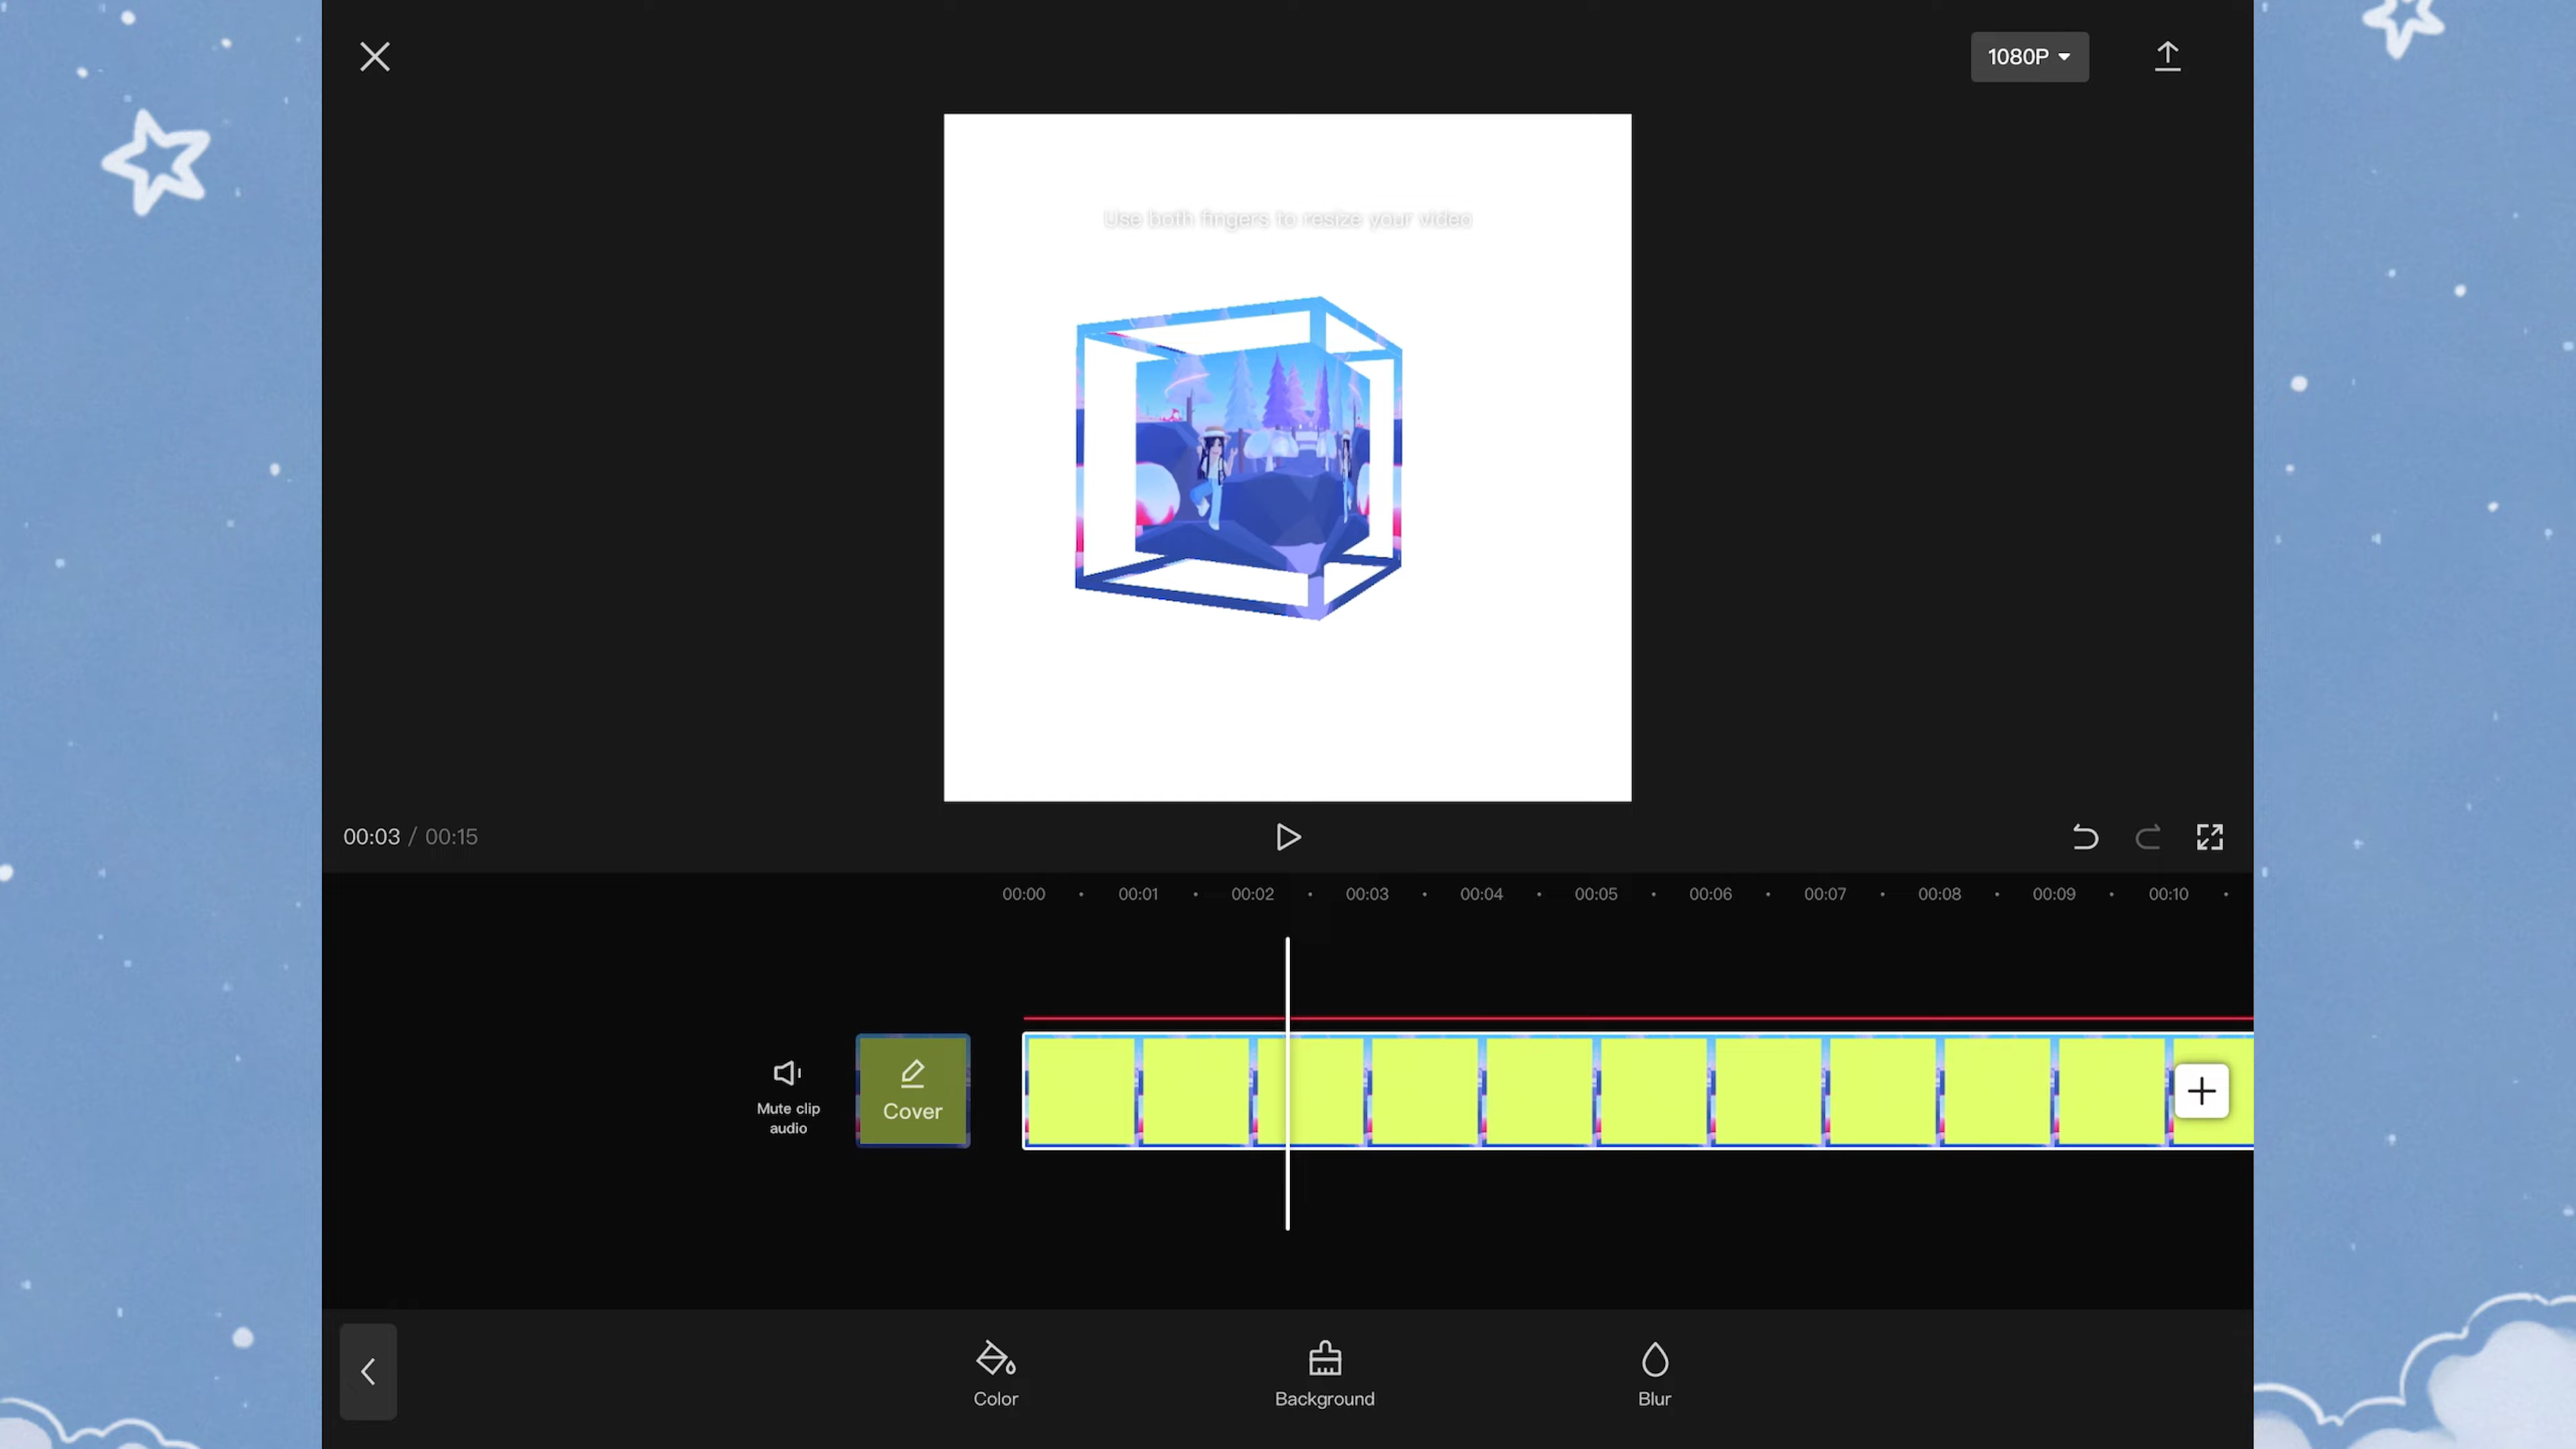 1080P
Use both fingers to resize your video
00:03 / 00:15
00:00 00:01 00:02 00:03 00:04 00:05 00:06 00:07 00:08 00:09 00:10
Mute clip
audio
Cover
Color
Background
Blur